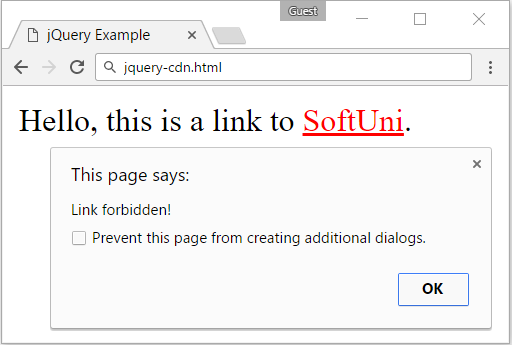 Guest
jQuery Example
jquery-cdn.html
Hello, this is a link to SoftUni.
This page says:
Link forbidden!
Prevent this page from creating additional dialogs.
OK